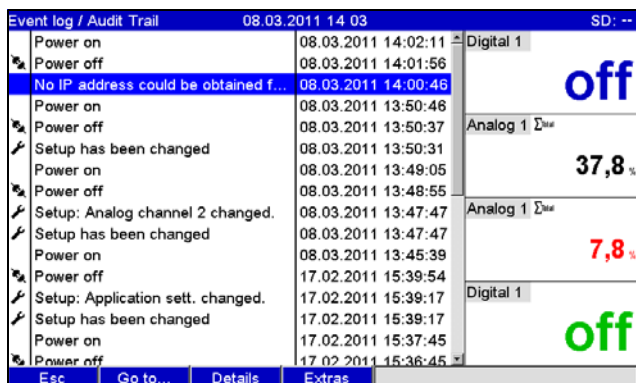 Event log / Audit Trail 08.03.2011 14 03 SD: --
Power on 08.03.2011 14:02:11
Power off 08.03.2011 14:01:56
No IP address could be obtained f... 08.03.2011 14:00:46
Power on 08.03.2011 13:50:46
Power off 08.03.2011 13:50:37
Setup has been changed 08.03.2011 13:50:31
Power on 08.03.2011 13:49:05
Power off 08.03.2011 13:48:55
Setup: Analog channel 2 changed. 08.03.2011 13:47:47
Setup has been changed 08.03.2011 13:47:47
Power on 08.03.2011 13:45:39
Power off 17.02.2011 15:39:54
Setup: Application sett. changed. 17.02.2011 15:39:17
Setup has been changed 17.02.2011 15:39:17
Power on 17.02.2011 15:37:45
Power off 17.02.2011 15:36:45
Digital 1
off
Analog 1 Σ
37,8 %
Analog 1 Σ
7,8 %
Digital 1
off
Esc Go to... Details Extras